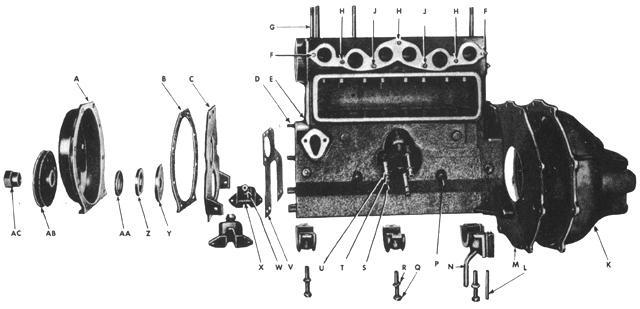 G
H J H J H F
F
A B C
D E
AC AB AA Z Y
X W V U T S R Q P N M L K